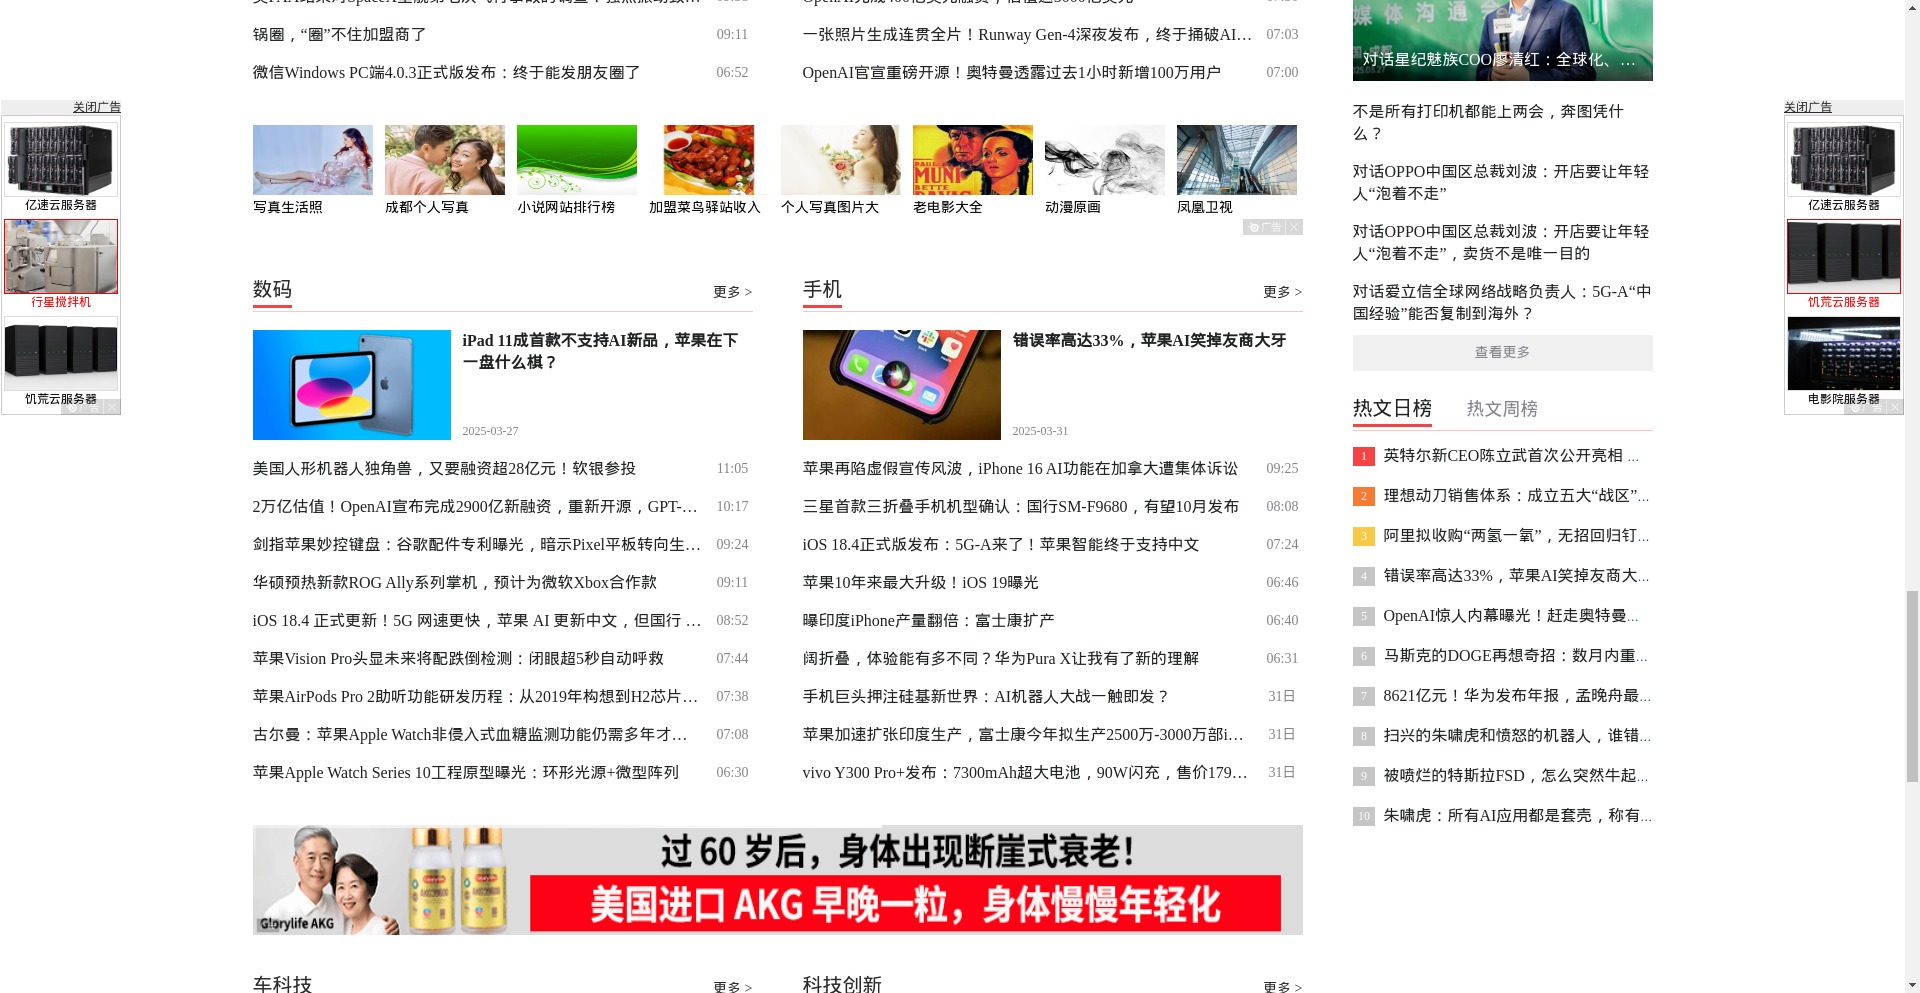 锅圈，“圈”不住加盟商了 09:11
微信Windows PC端4.0.3正式版发布：终于能发朋友圈了 06:52
一张照片生成连贯全片！Runway Gen-4深夜发布，终于捅破AI… 07:03
OpenAI官宣重磅开源！奥特曼透露过去1小时新增100万用户 07:00
对话星纪魅族COO廖清红：全球化、…
关闭广告
亿速云服务器
行星搅拌机
饥荒云服务器
写真生活照
成都个人写真
小说网站排行榜
加盟菜鸟驿站收入
个人写真图片大
老电影大全
动漫原画
凤凰卫视
广告
数码
更多 >
iPad 11成首款不支持AI新品，苹果在下
一盘什么棋？
2025-03-27
美国人形机器人独角兽，又要融资超28亿元！软银参投 11:05
2万亿估值！OpenAI宣布完成2900亿新融资，重新开源，GPT-… 10:17
剑指苹果妙控键盘：谷歌配件专利曝光，暗示Pixel平板转向生… 09:24
华硕预热新款ROG Ally系列掌机，预计为微软Xbox合作款 09:11
iOS 18.4 正式更新！5G 网速更快，苹果 AI 更新中文，但国行 … 08:52
苹果Vision Pro头显未来将配跌倒检测：闭眼超5秒自动呼救 07:44
苹果AirPods Pro 2助听功能研发历程：从2019年构想到H2芯片… 07:38
古尔曼：苹果Apple Watch非侵入式血糖监测功能仍需多年才… 07:08
苹果Apple Watch Series 10工程原型曝光：环形光源+微型阵列 06:30
手机
更多 >
错误率高达33%，苹果AI笑掉友商大牙
2025-03-31
苹果再陷虚假宣传风波，iPhone 16 AI功能在加拿大遭集体诉讼 09:25
三星首款三折叠手机机型确认：国行SM-F9680，有望10月发布 08:08
iOS 18.4正式版发布：5G-A来了！苹果智能终于支持中文 07:24
苹果10年来最大升级！iOS 19曝光 06:46
曝印度iPhone产量翻倍：富士康扩产 06:40
阔折叠，体验能有多不同？华为Pura X让我有了新的理解 06:31
手机巨头押注硅基新世界：AI机器人大战一触即发？ 31日
苹果加速扩张印度生产，富士康今年拟生产2500万-3000万部i… 31日
vivo Y300 Pro+发布：7300mAh超大电池，90W闪充，售价179… 31日
过 60 岁后，身体出现断崖式衰老！
美国进口 AKG 早晚一粒，身体慢慢年轻化
Glorylife AKG
车科技
更多 >
科技创新
更多 >
不是所有打印机都能上两会，奔图凭什
么？
对话OPPO中国区总裁刘波：开店要让年轻
人“泡着不走”
对话OPPO中国区总裁刘波：开店要让年轻
人“泡着不走”，卖货不是唯一目的
对话爱立信全球网络战略负责人：5G-A“中
国经验”能否复制到海外？
查看更多
热文日榜 热文周榜
1 英特尔新CEO陈立武首次公开亮相 …
2 理想动刀销售体系：成立五大“战区”…
3 阿里拟收购“两氢一氧”，无招回归钉…
4 错误率高达33%，苹果AI笑掉友商大…
5 OpenAI惊人内幕曝光！赶走奥特曼…
6 马斯克的DOGE再想奇招：数月内重…
7 8621亿元！华为发布年报，孟晚舟最…
8 扫兴的朱啸虎和愤怒的机器人，谁错…
9 被喷烂的特斯拉FSD，怎么突然牛起…
10 朱啸虎：所有AI应用都是套壳，称有…
关闭广告
亿速云服务器
饥荒云服务器
电影院服务器